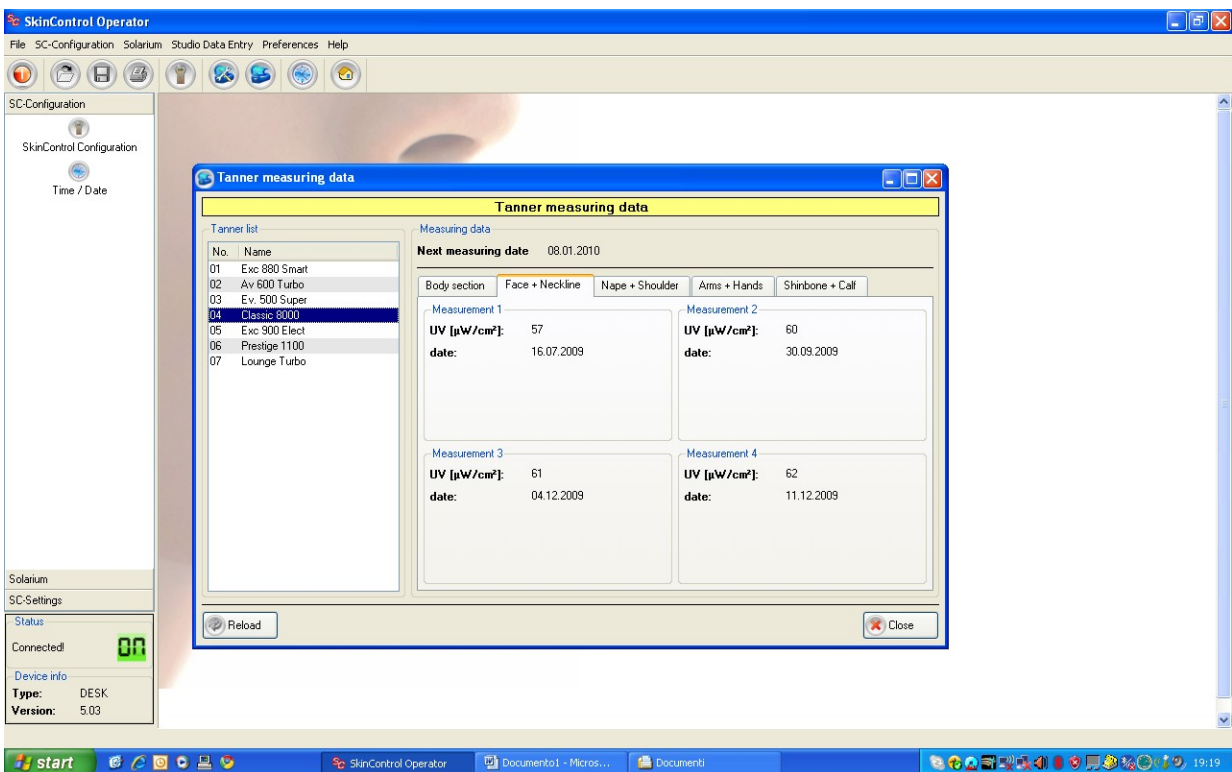 SC SkinControl Operator
File SC-Configuration Solarium Studio Data Entry Preferences Help
SC-Configuration
SkinControl Configuration
Time / Date
Tanner measuring data
Tanner measuring data
Tanner list
No. Name
01 Exc 880 Smart
02 Av 600 Turbo
03 Ev. 500 Super
04 Classic 8000
05 Exc 900 Elect
06 Prestige 1100
07 Lounge Turbo
Measuring data
Next measuring date 08.01.2010
Body section Face + Neckline Nape + Shoulder Arms + Hands Shinbone + Calf
Measurement 1
UV [µW/cm²]: 57
date: 16.07.2009
Measurement 2
UV [µW/cm²]: 60
date: 30.09.2009
Measurement 3
UV [µW/cm²]: 61
date: 04.12.2009
Measurement 4
UV [µW/cm²]: 62
date: 11.12.2009
Reload
Close
Solarium
SC-Settings
Status
Connected! ON
Device info
Type: DESK
Version: 5.03
start
SC SkinControl Operator
Documento1 - Micros...
Documenti
19:19